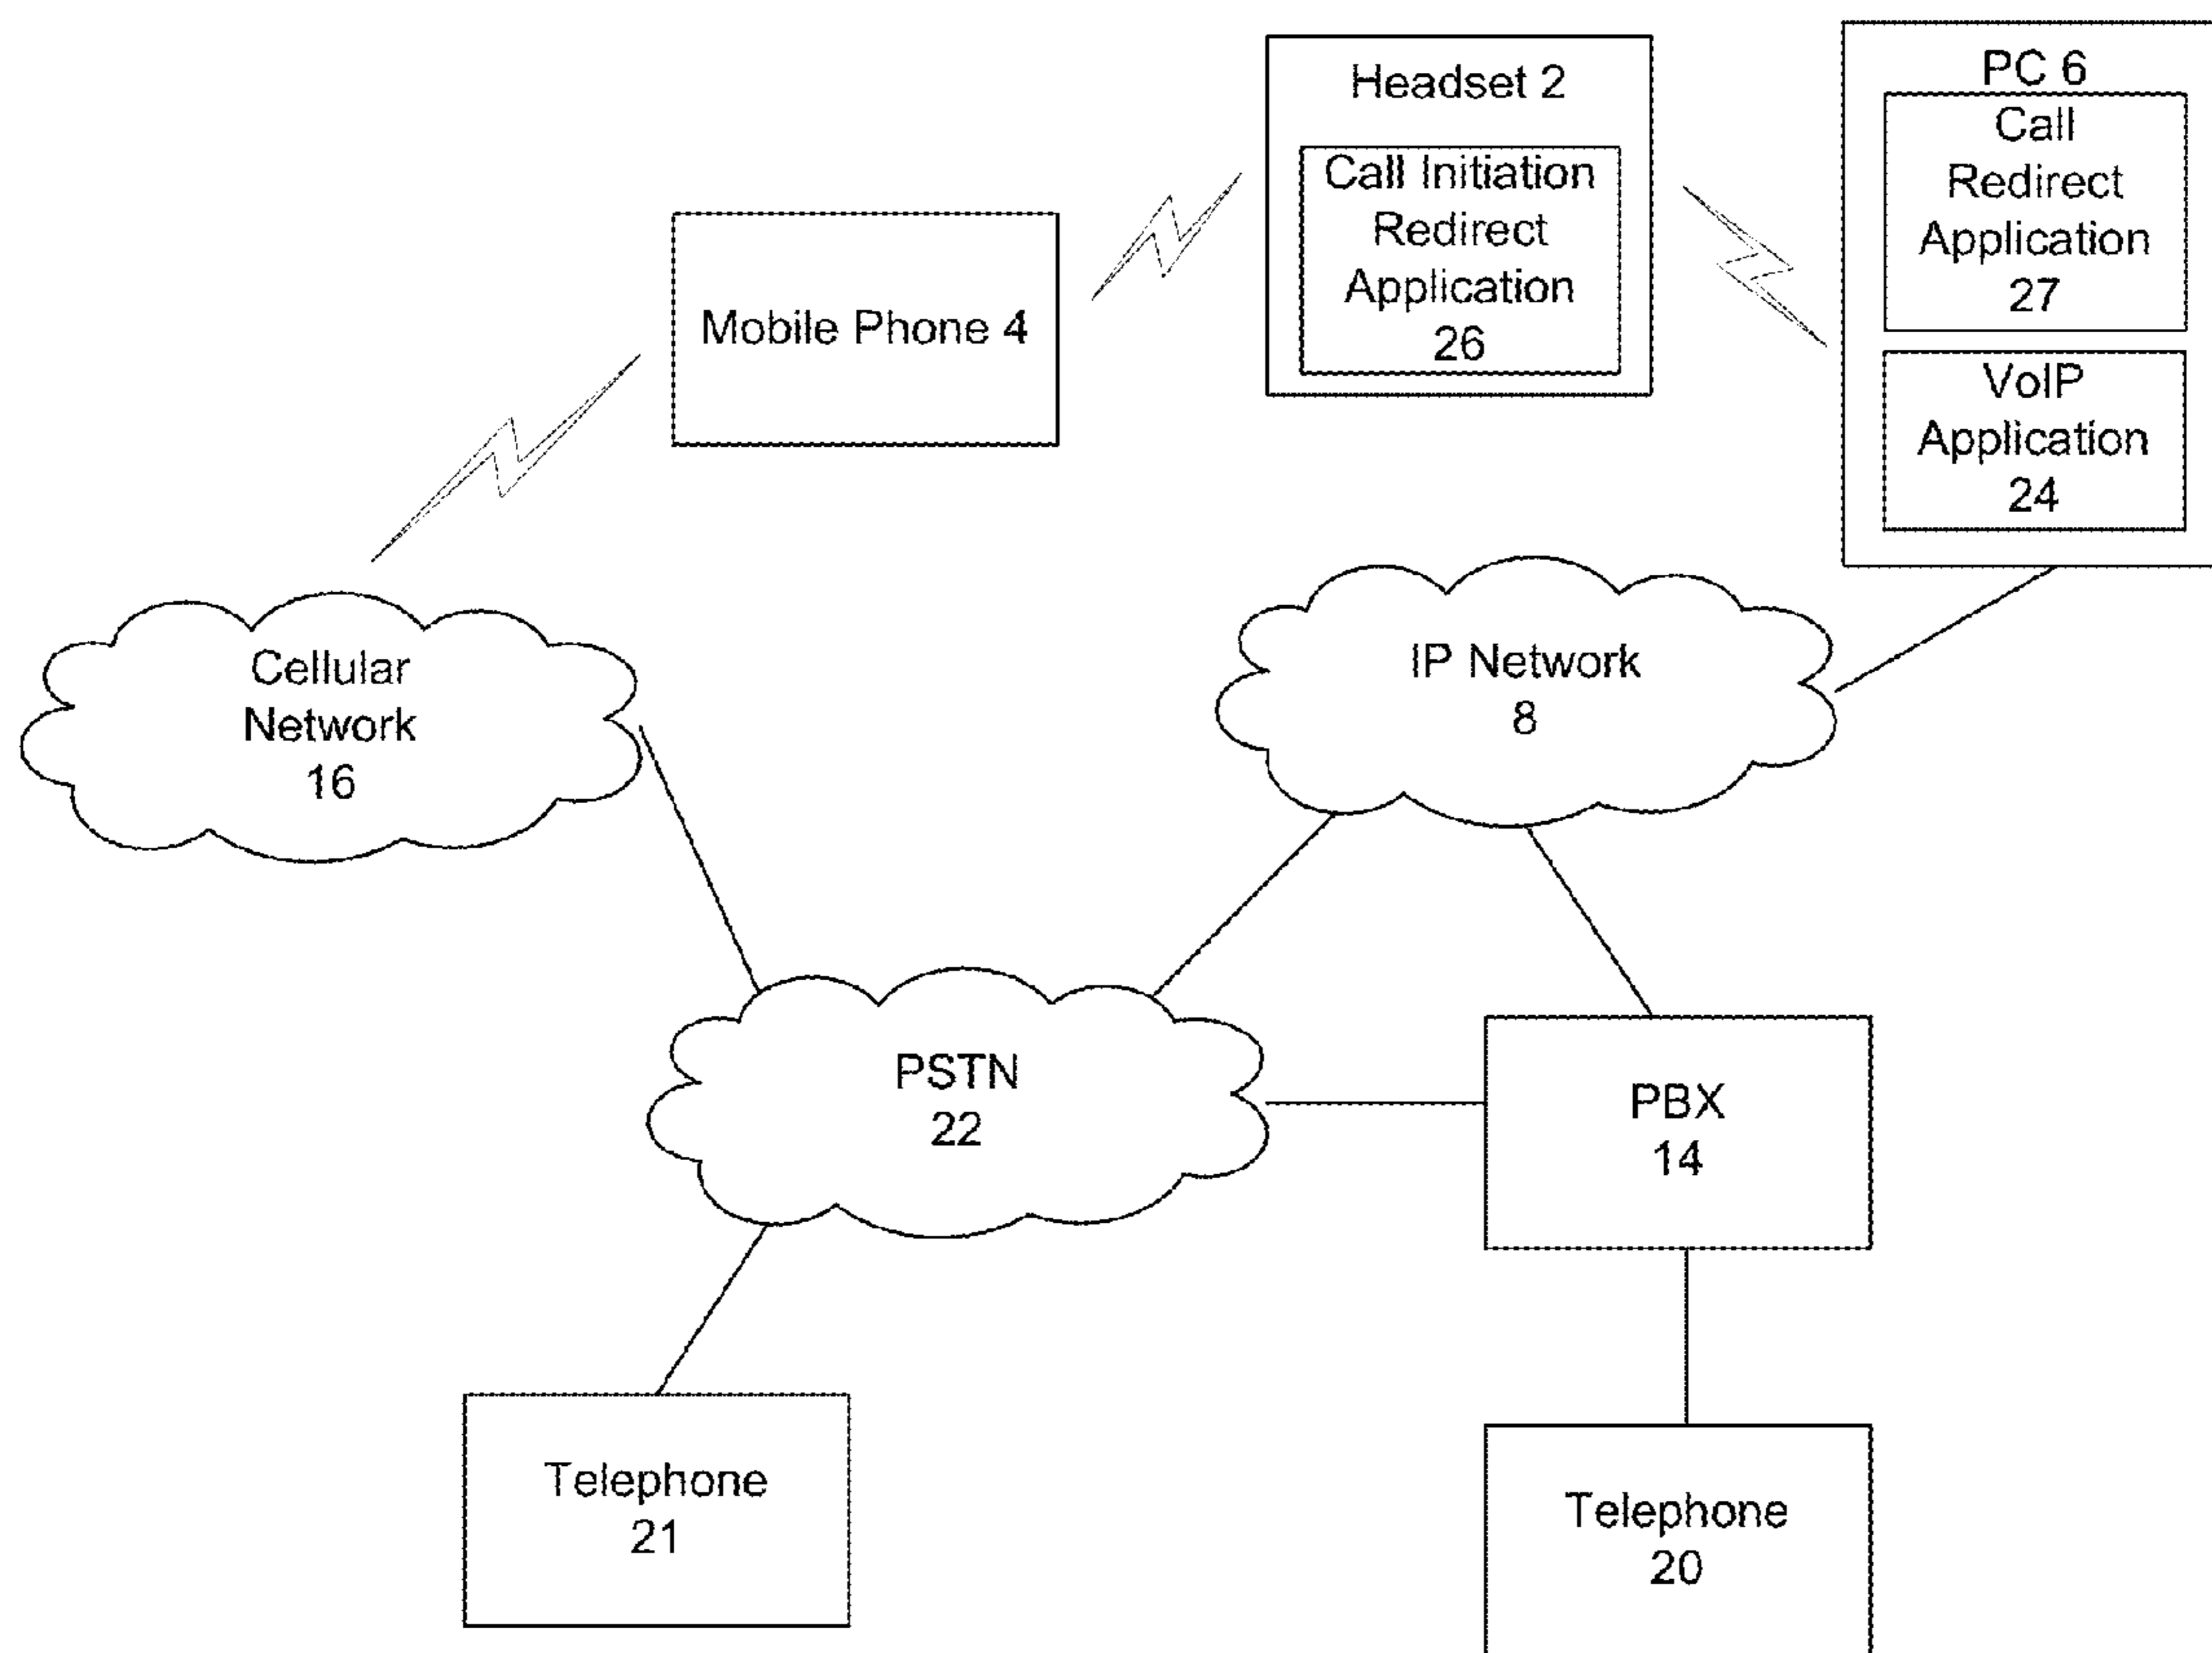 Headset 2
Call Initiation
Redirect
Application
26
PC 6
Call
Redirect
Application
27
VoIP
Application
24
Mobile Phone 4
Cellular
Network
16
IP Network
8
PSTN
22
PBX
14
Telephone
21
Telephone
20